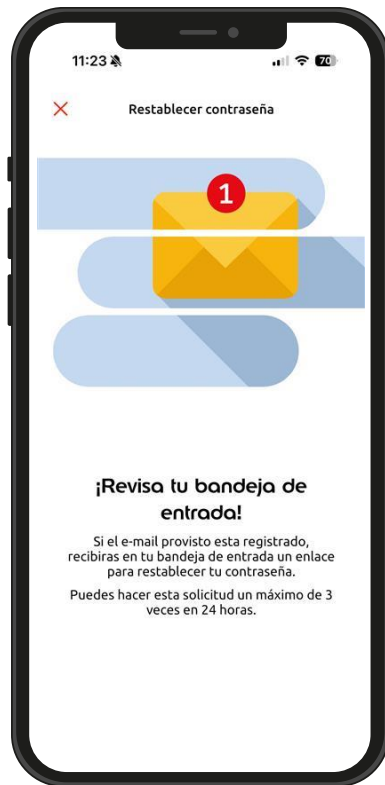 11:23
70
Restablecer contraseña
1
¡Revisa tu bandeja de
entrada!
Si el e-mail provisto esta registrado,
recibiras en tu bandeja de entrada un enlace
para restablecer tu contraseña.
Puedes hacer esta solicitud un máximo de 3
veces en 24 horas.